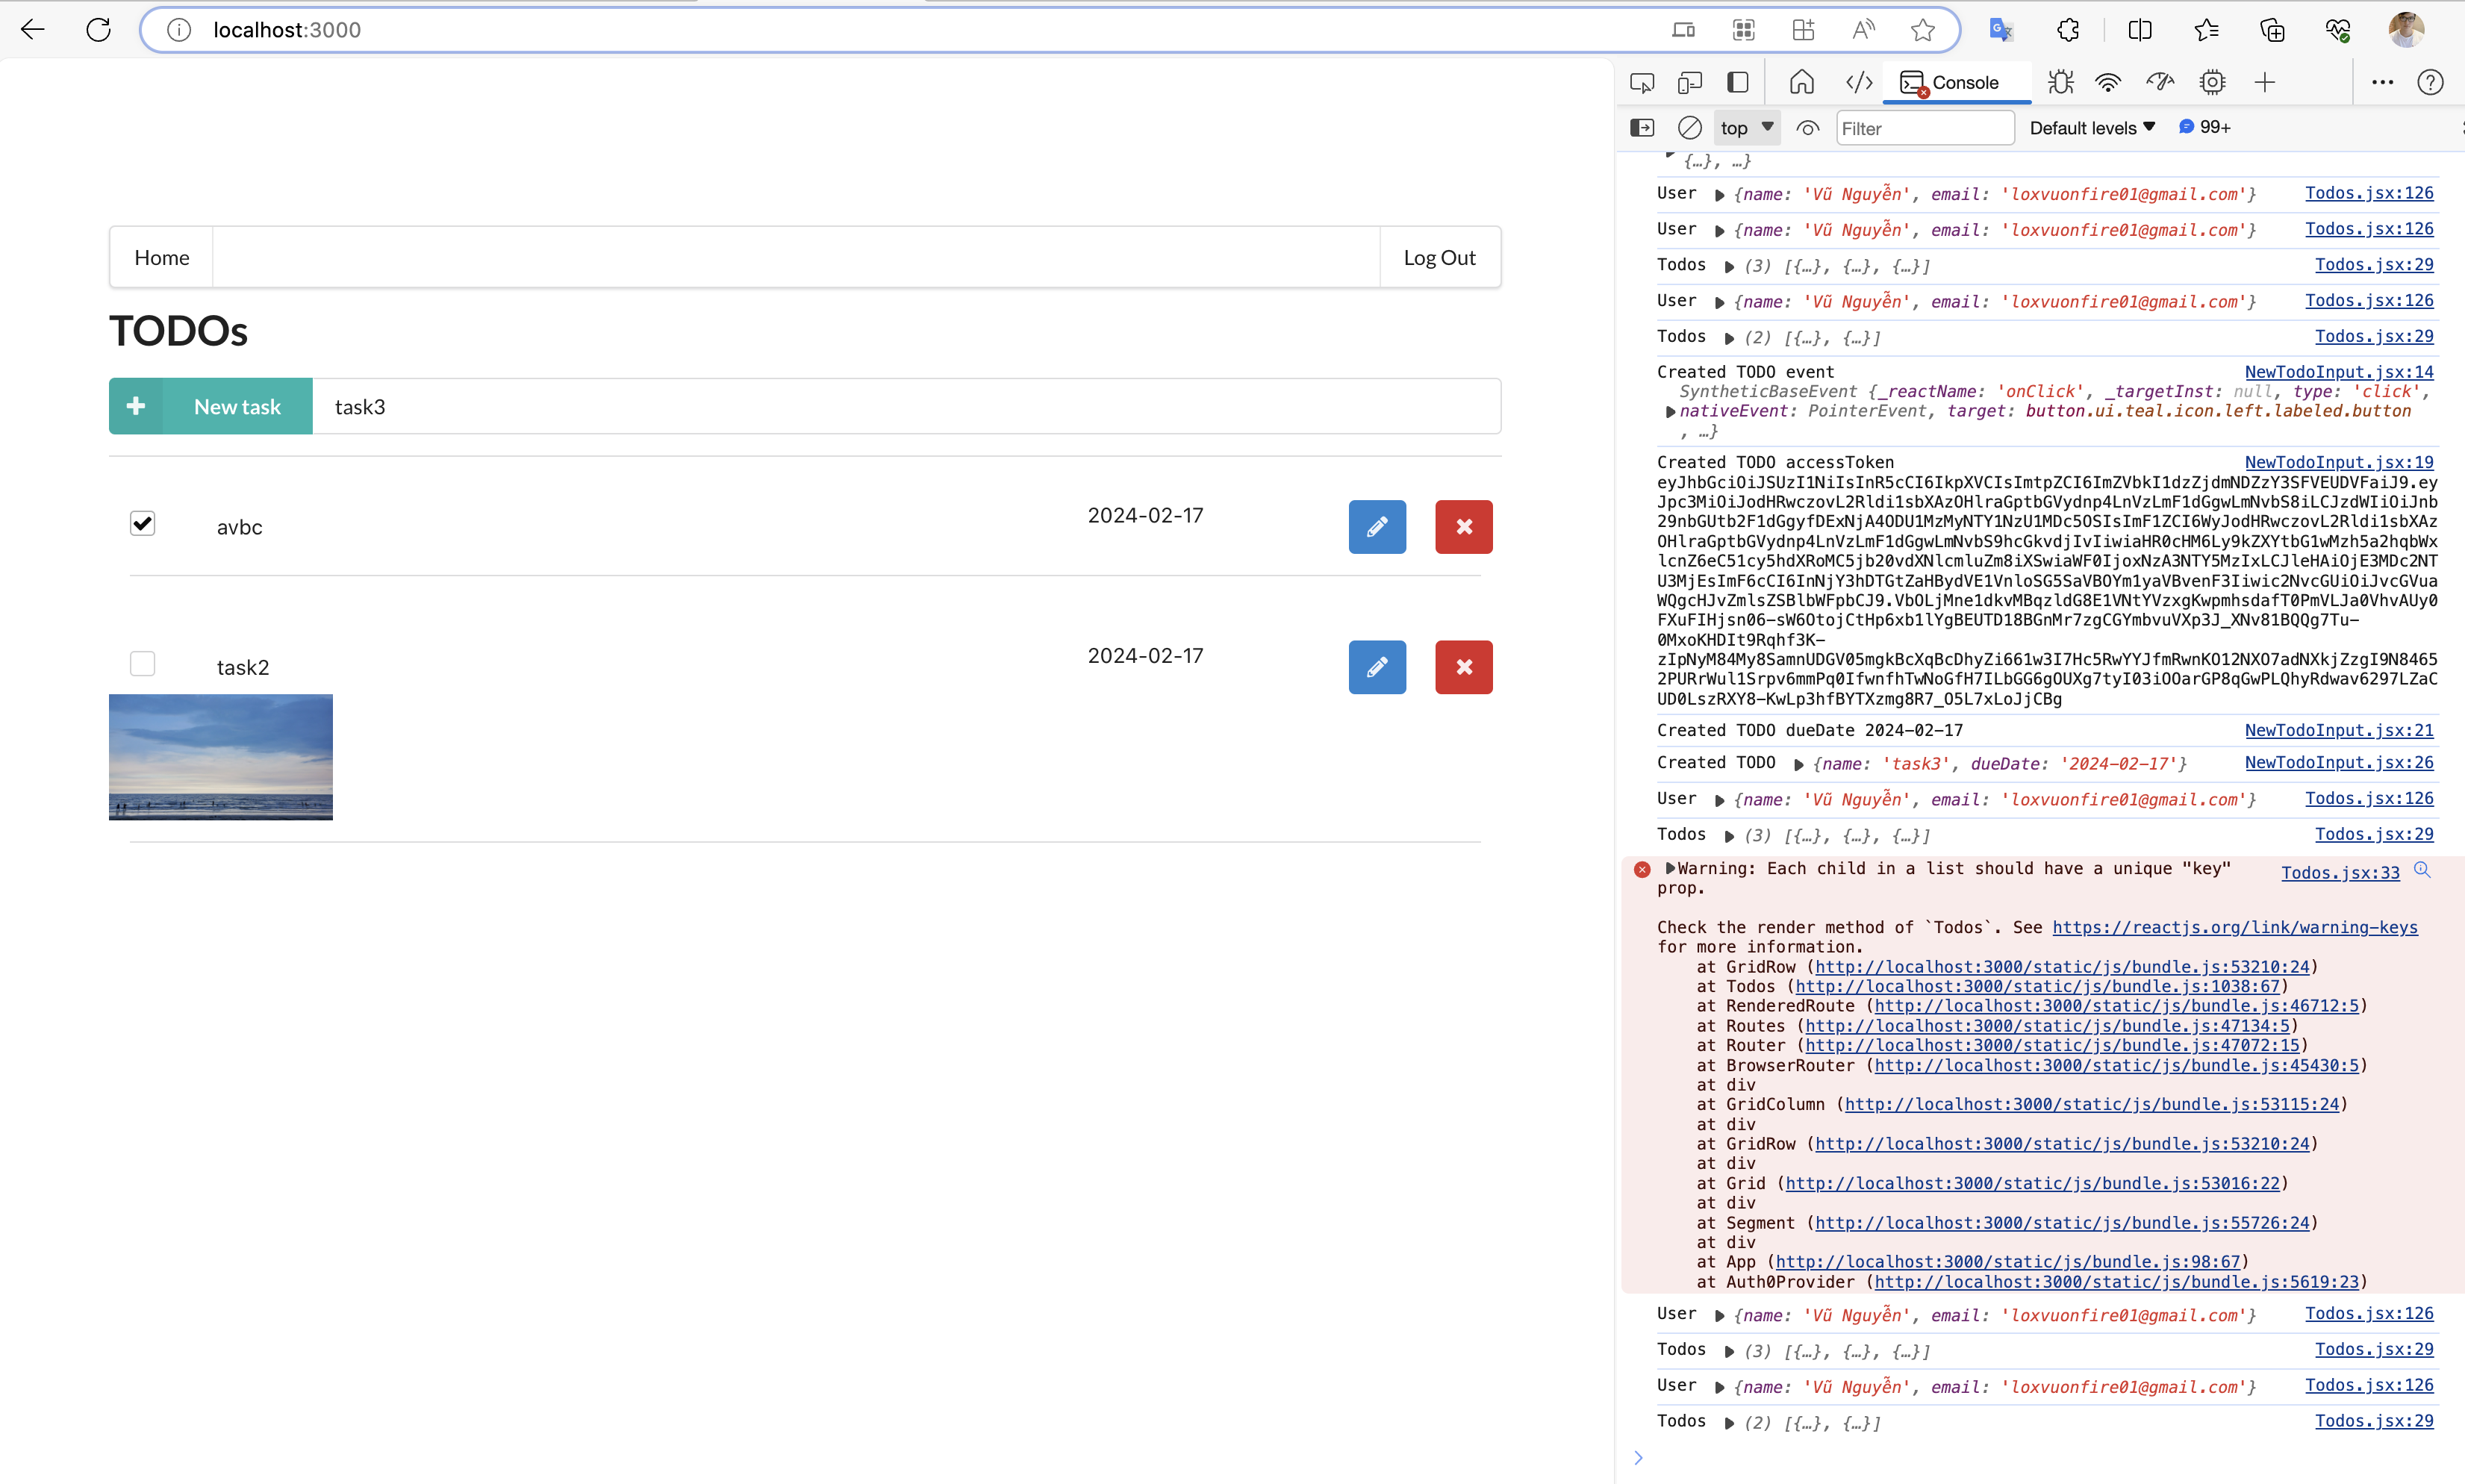 localhost:3000
Home
Log Out
TODOs
New task
task3
avbc
2024-02-17
task2
2024-02-17
Console
top
Filter
Default levels
99+
{…}, …}
User {name: 'Vũ Nguyễn', email: 'loxvuonfire01@gmail.com'} Todos.jsx:126
User {name: 'Vũ Nguyễn', email: 'loxvuonfire01@gmail.com'} Todos.jsx:126
Todos (3) [{…}, {…}, {…}] Todos.jsx:29
User {name: 'Vũ Nguyễn', email: 'loxvuonfire01@gmail.com'} Todos.jsx:126
Todos (2) [{…}, {…}] Todos.jsx:29
Created TODO event NewTodoInput.jsx:14
SyntheticBaseEvent {_reactName: 'onClick', _targetInst: null, type: 'click',
nativeEvent: PointerEvent, target: button.ui.teal.icon.left.labeled.button
, …}
Created TODO accessToken NewTodoInput.jsx:19
Created TODO dueDate 2024-02-17 NewTodoInput.jsx:21
Created TODO {name: 'task3', dueDate: '2024-02-17'} NewTodoInput.jsx:26
User {name: 'Vũ Nguyễn', email: 'loxvuonfire01@gmail.com'} Todos.jsx:126
Todos (3) [{…}, {…}, {…}] Todos.jsx:29
Warning: Each child in a list should have a unique "key" Todos.jsx:33
prop.
Check the render method of `Todos`. See https://reactjs.org/link/warning-keys
for more information.
at GridRow (http://localhost:3000/static/js/bundle.js:53210:24)
at Todos (http://localhost:3000/static/js/bundle.js:1038:67)
at RenderedRoute (http://localhost:3000/static/js/bundle.js:46712:5)
at Routes (http://localhost:3000/static/js/bundle.js:47134:5)
at Router (http://localhost:3000/static/js/bundle.js:47072:15)
at BrowserRouter (http://localhost:3000/static/js/bundle.js:45430:5)
at div
at GridColumn (http://localhost:3000/static/js/bundle.js:53115:24)
at div
at GridRow (http://localhost:3000/static/js/bundle.js:53210:24)
at div
at Grid (http://localhost:3000/static/js/bundle.js:53016:22)
at div
at Segment (http://localhost:3000/static/js/bundle.js:55726:24)
at div
at App (http://localhost:3000/static/js/bundle.js:98:67)
at Auth0Provider (http://localhost:3000/static/js/bundle.js:5619:23)
User {name: 'Vũ Nguyễn', email: 'loxvuonfire01@gmail.com'} Todos.jsx:126
Todos (3) [{…}, {…}, {…}] Todos.jsx:29
User {name: 'Vũ Nguyễn', email: 'loxvuonfire01@gmail.com'} Todos.jsx:126
Todos (2) [{…}, {…}] Todos.jsx:29